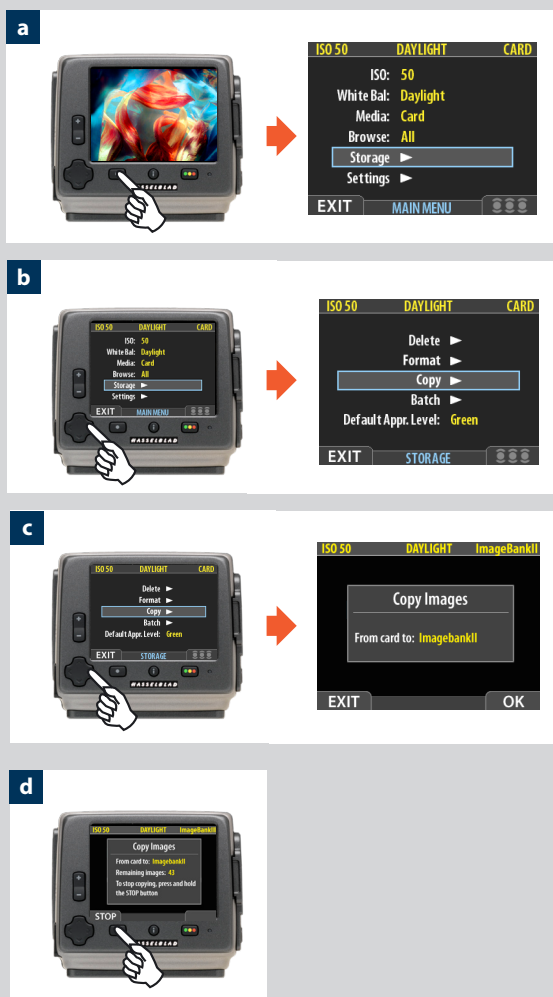 a
ISO 50 DAYLIGHT CARD
ISO: 50
White Bal: Daylight
Media: Card
Browse: All
Storage ►
Settings ►
EXIT MAIN MENU
HASSELBLAD
b
ISO 50 DAYLIGHT CARD
ISO: 50
White Bal: Daylight
Media: Card
Browse: All
Storage ►
Settings ►
EXIT MAIN MENU
HASSELBLAD
ISO 50 DAYLIGHT CARD
Delete ►
Format ►
Copy ►
Batch ►
Default Appr. Level: Green
EXIT STORAGE
c
ISO 50 DAYLIGHT CARD
Delete ►
Format ►
Copy ►
Batch ►
Default Appr. Level: Green
EXIT STORAGE
HASSELBLAD
ISO 50 DAYLIGHT ImageBankII
Copy Images
From card to: ImagebankII
EXIT OK
d
ISO 50 DAYLIGHT ImageBankII
Copy Images
From card to: ImagebankII
Remaining images: 43
To stop copying, press and hold
the STOP button
STOP
HASSELBLAD